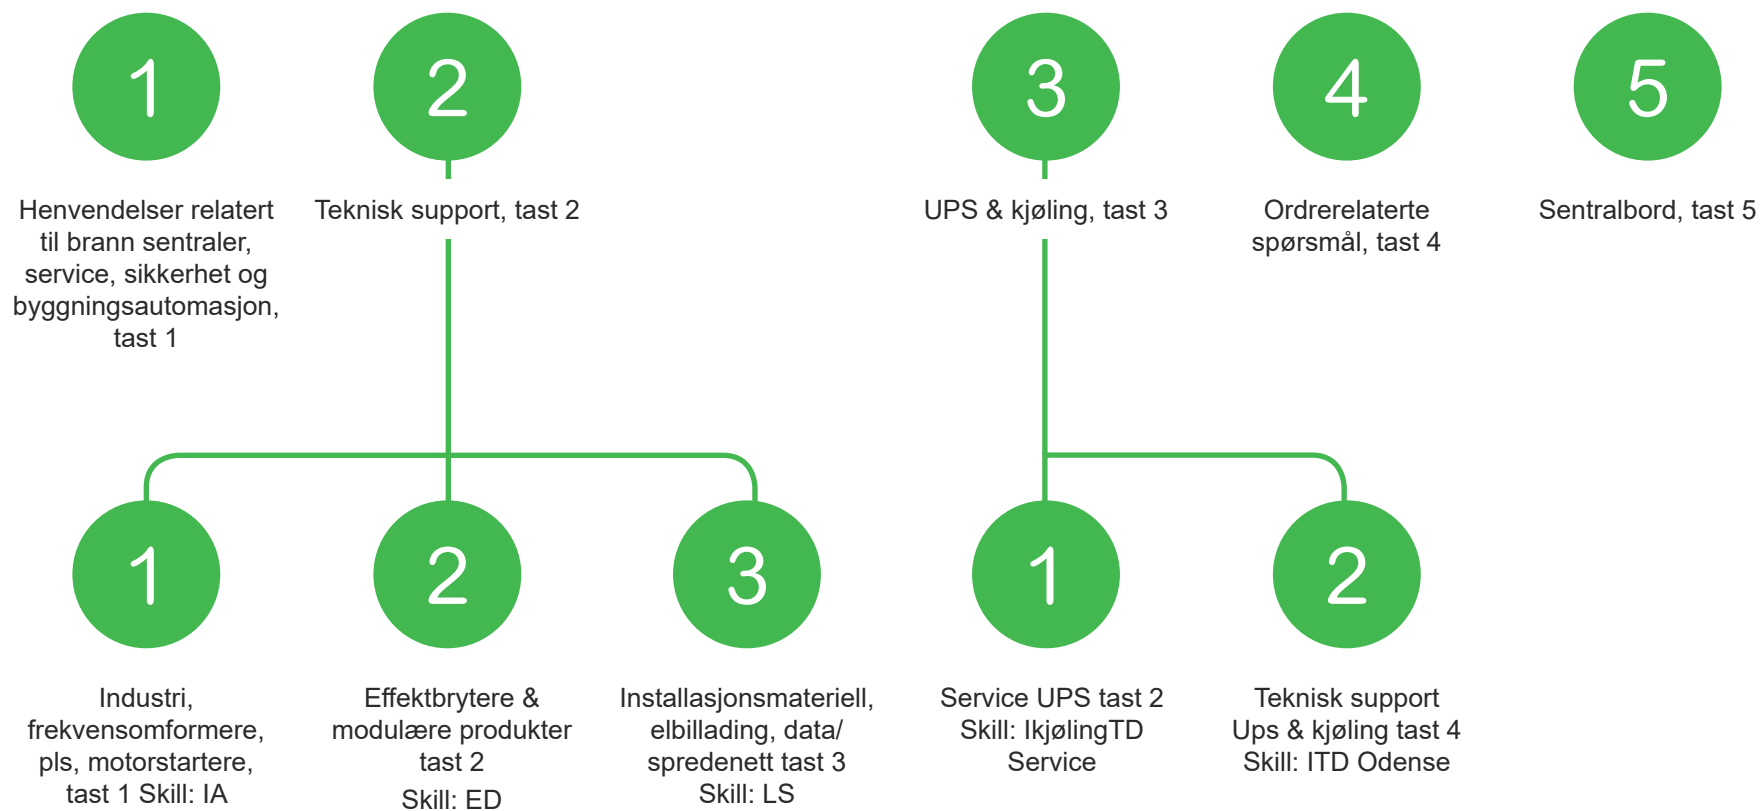 1
2
3
4
5
Henvendelser relatert
til brann sentraler,
service, sikkerhet og
byggningsautomasjon,
tast 1
Teknisk support, tast 2
UPS & kjøling, tast 3
Ordrerelaterte
spørsmål, tast 4
Sentralbord, tast 5
1
2
3
1
2
Industri,
frekvensomformere,
pls, motorstartere,
tast 1 Skill: IA
Effektbrytere &
modulære produkter
tast 2
Skill: ED
Installasjonsmateriell,
elbillading, data/
spredenett tast 3
Skill: LS
Service UPS tast 2
Skill: IkjølingTD
Service
Teknisk support
Ups & kjøling tast 4
Skill: ITD Odense